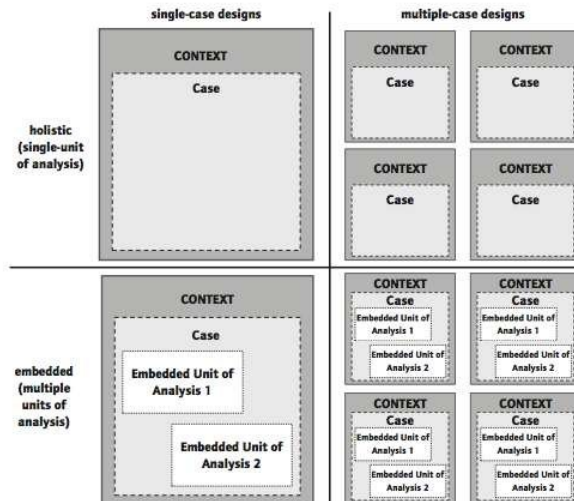 single-case designs
multiple-case designs
holistic
(single-unit
of analysis)
CONTEXT
Case
CONTEXT
Case
CONTEXT
Case
CONTEXT
Case
CONTEXT
Case
embedded
(multiple
units of
analysis)
CONTEXT
Case
Embedded Unit of
Analysis 1
Embedded Unit of
Analysis 2
CONTEXT
Case
Embedded Unit of
Analysis 1
Embedded Unit of
Analysis 2
CONTEXT
Case
Embedded Unit of
Analysis 1
Embedded Unit of
Analysis 2
CONTEXT
Case
Embedded Unit of
Analysis 1
Embedded Unit of
Analysis 2
CONTEXT
Case
Embedded Unit of
Analysis 1
Embedded Unit of
Analysis 2